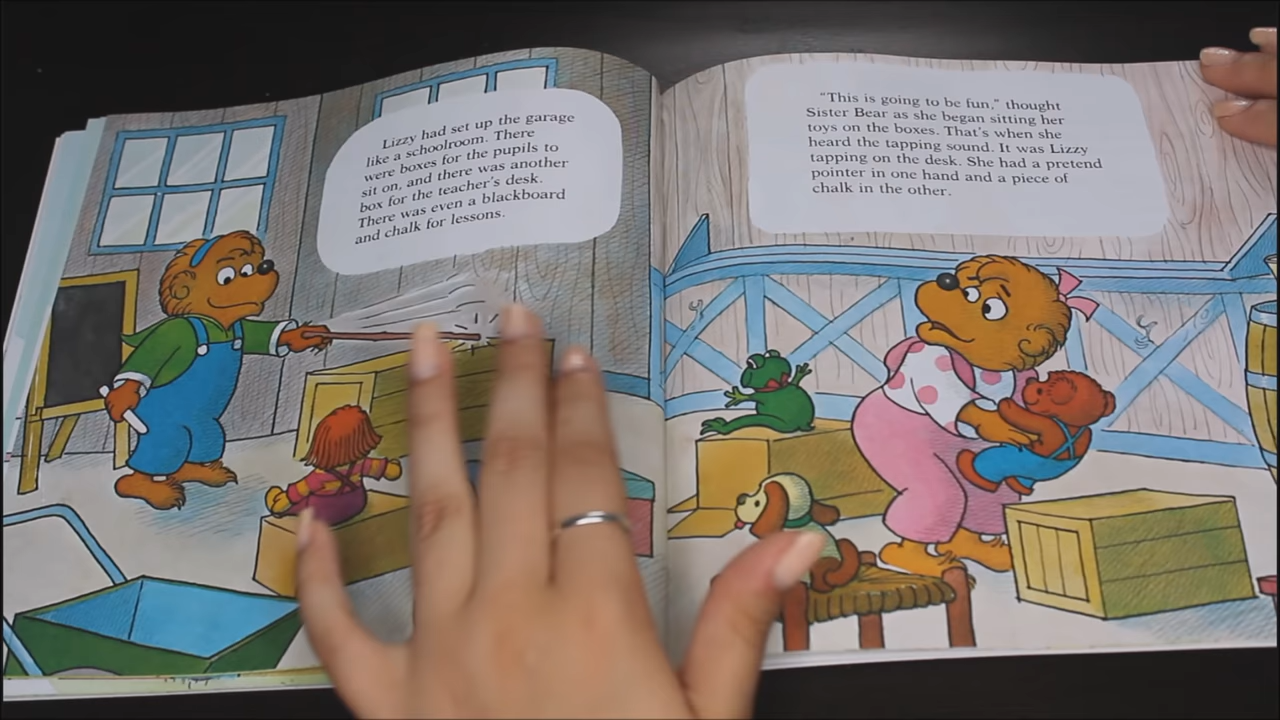 Lizzy had set up the garage
like a schoolroom. There
were boxes for the pupils to
sit on, and there was another
box for the teacher's desk.
There was even a blackboard
and chalk for lessons.
"This is going to be fun," thought
Sister Bear as she began sitting her
toys on the boxes. That's when she
heard the tapping sound. It was Lizzy
tapping on the desk. She had a pretend
pointer in one hand and a piece of
chalk in the other.